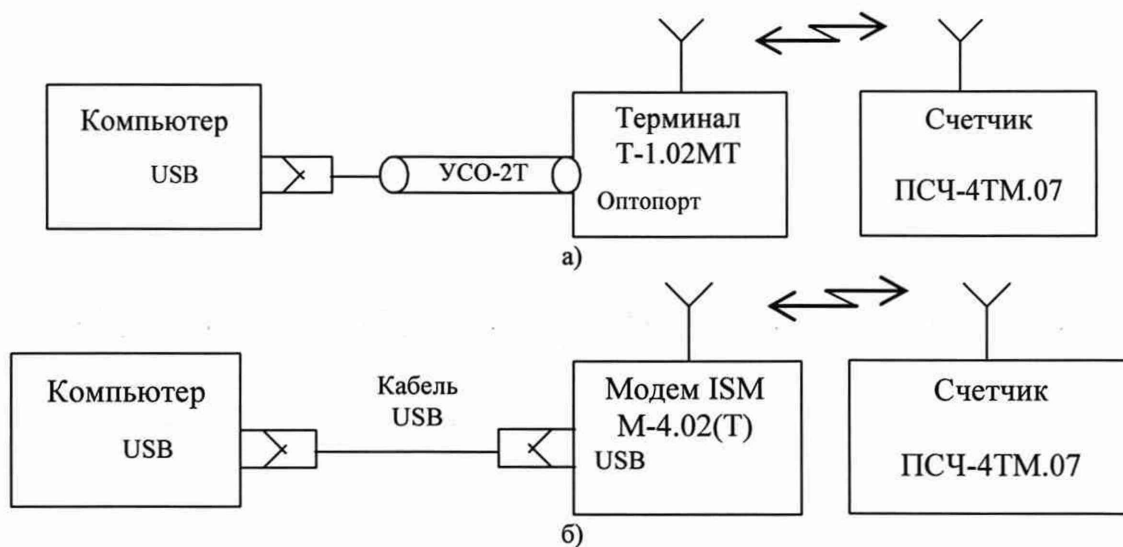 Компьютер
USB
УСО-2Т
Терминал
Т-1.02МТ
Оптопорт
Счетчик
ПСЧ-4ТМ.07
а)
Компьютер
USB
Кабель
USB
Модем ISM
М-4.02(Т)
USB
Счетчик
ПСЧ-4ТМ.07
б)